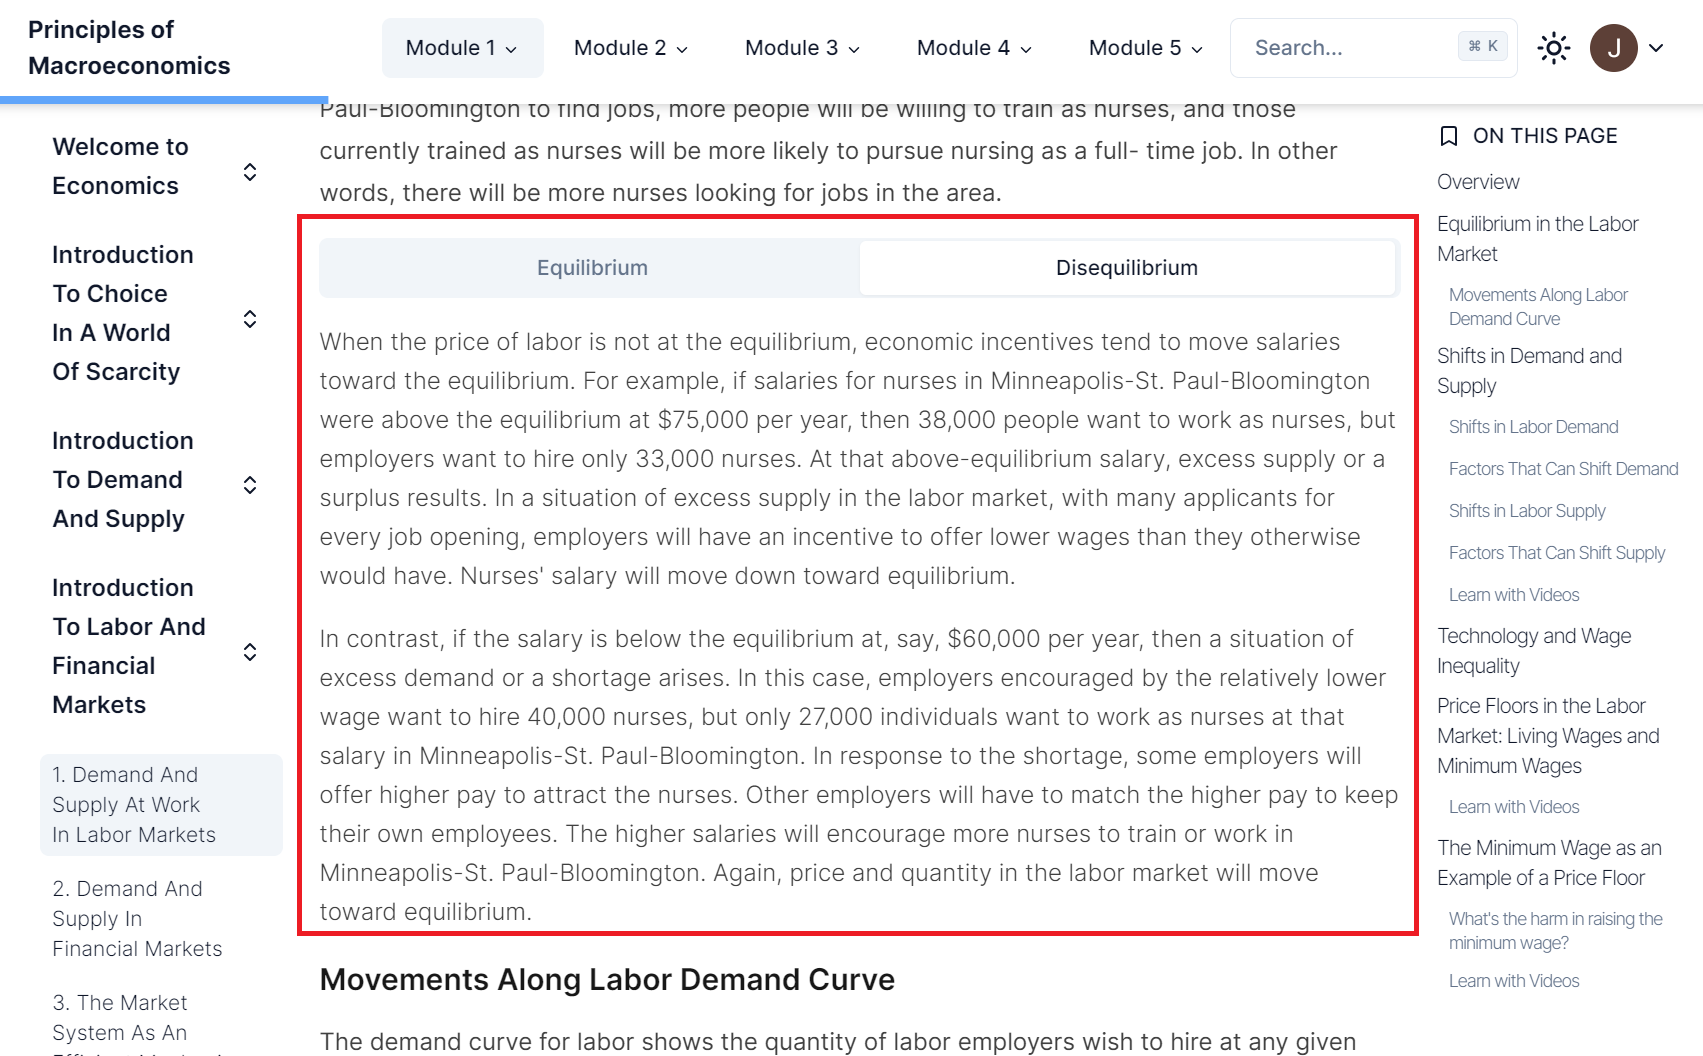 Principles of
Macroeconomics
Module 1
Module 2
Module 3
Module 4
Module 5
Search...
⌘ K
J
Welcome to
Economics
Introduction
To Choice
In A World
Of Scarcity
Introduction
To Demand
And Supply
Introduction
To Labor And
Financial
Markets
1. Demand And
Supply At Work
In Labor Markets
2. Demand And
Supply In
Financial Markets
3. The Market
System As An
Paul-Bloomington to find jobs, more people will be willing to train as nurses, and those
currently trained as nurses will be more likely to pursue nursing as a full- time job. In other
words, there will be more nurses looking for jobs in the area.
Equilibrium
Disequilibrium
When the price of labor is not at the equilibrium, economic incentives tend to move salaries
toward the equilibrium. For example, if salaries for nurses in Minneapolis-St. Paul-Bloomington
were above the equilibrium at $75,000 per year, then 38,000 people want to work as nurses, but
employers want to hire only 33,000 nurses. At that above-equilibrium salary, excess supply or a
surplus results. In a situation of excess supply in the labor market, with many applicants for
every job opening, employers will have an incentive to offer lower wages than they otherwise
would have. Nurses' salary will move down toward equilibrium.
In contrast, if the salary is below the equilibrium at, say, $60,000 per year, then a situation of
excess demand or a shortage arises. In this case, employers encouraged by the relatively lower
wage want to hire 40,000 nurses, but only 27,000 individuals want to work as nurses at that
salary in Minneapolis-St. Paul-Bloomington. In response to the shortage, some employers will
offer higher pay to attract the nurses. Other employers will have to match the higher pay to keep
their own employees. The higher salaries will encourage more nurses to train or work in
Minneapolis-St. Paul-Bloomington. Again, price and quantity in the labor market will move
toward equilibrium.
Movements Along Labor Demand Curve
The demand curve for labor shows the quantity of labor employers wish to hire at any given
ON THIS PAGE
Overview
Equilibrium in the Labor
Market
Movements Along Labor
Demand Curve
Shifts in Demand and
Supply
Shifts in Labor Demand
Factors That Can Shift Demand
Shifts in Labor Supply
Factors That Can Shift Supply
Learn with Videos
Technology and Wage
Inequality
Price Floors in the Labor
Market: Living Wages and
Minimum Wages
Learn with Videos
The Minimum Wage as an
Example of a Price Floor
What's the harm in raising the
minimum wage?
Learn with Videos